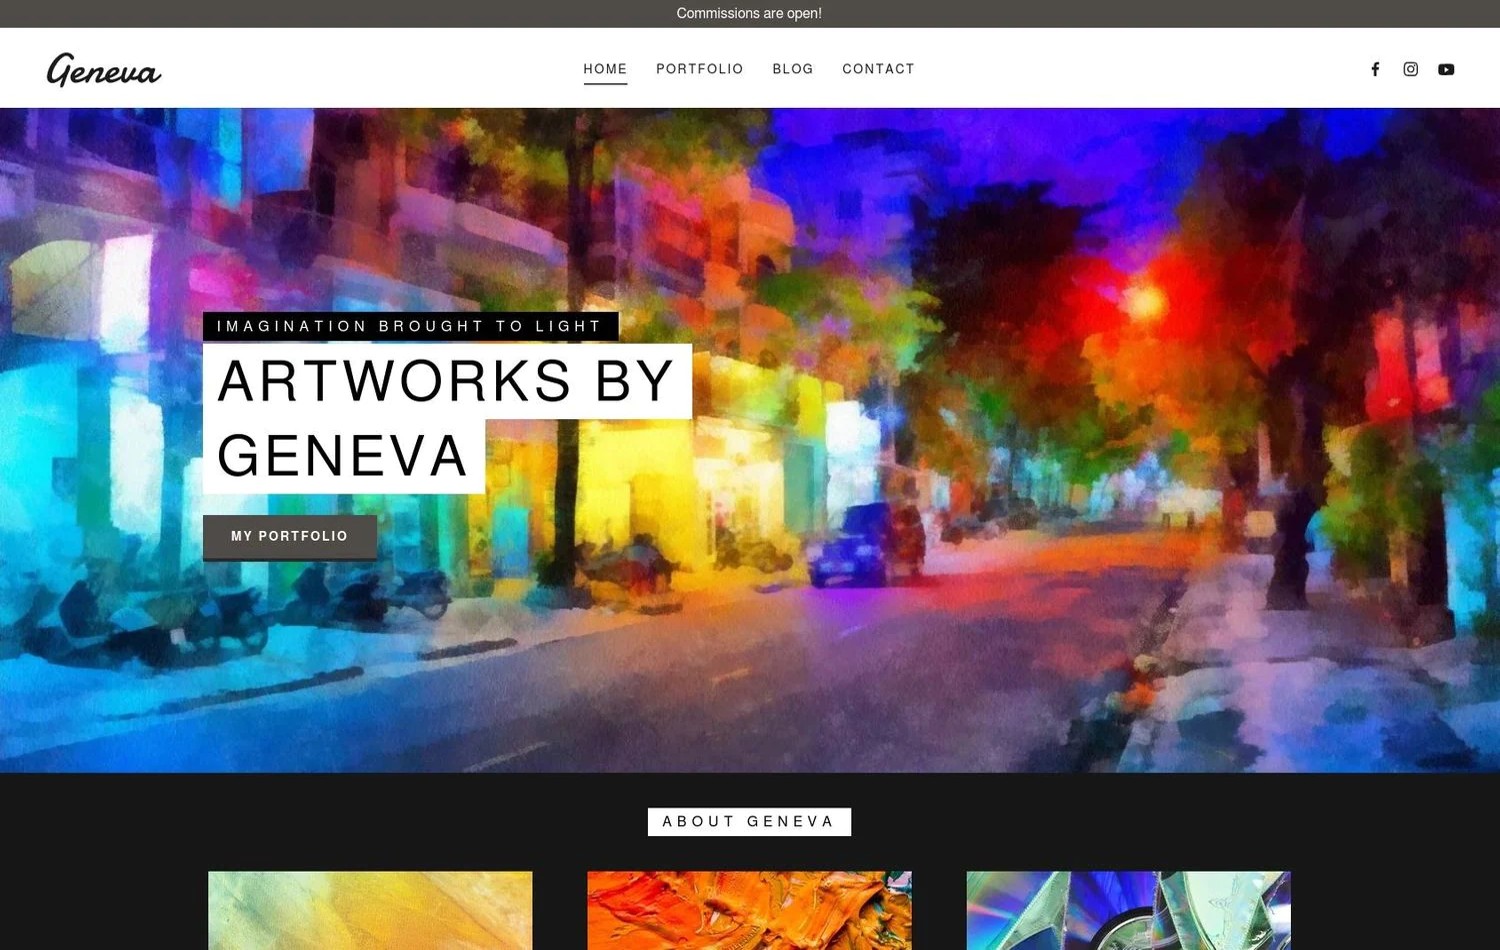 Commissions are open!
Geneva
HOME
PORTFOLIO
BLOG
CONTACT
IMAGINATION BROUGHT TO LIGHT
ARTWORKS BY
GENEVA
MY PORTFOLIO
ABOUT GENEVA